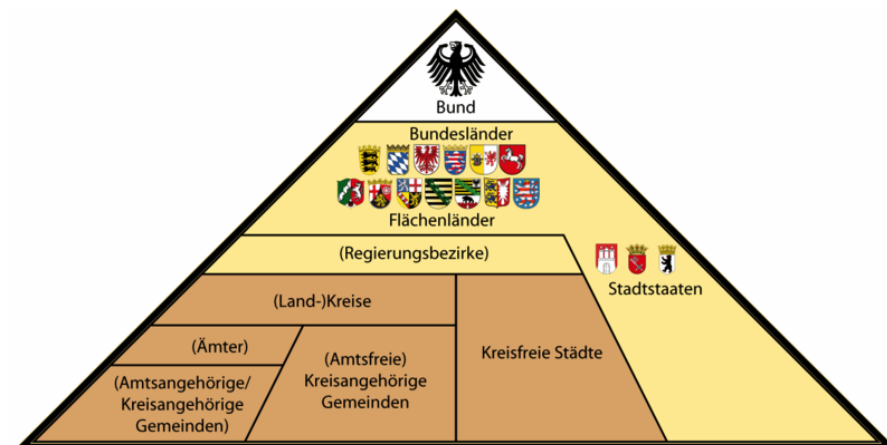 Bund
Bundesländer
Flächenländer
(Regierungsbezirke)
Stadtstaaten
(Land-)Kreise
(Ämter)
(Amtsangehörige/
Kreisangehörige
Gemeinden)
(Amtsfreie)
Kreisangehörige
Gemeinden
Kreisfreie Städte